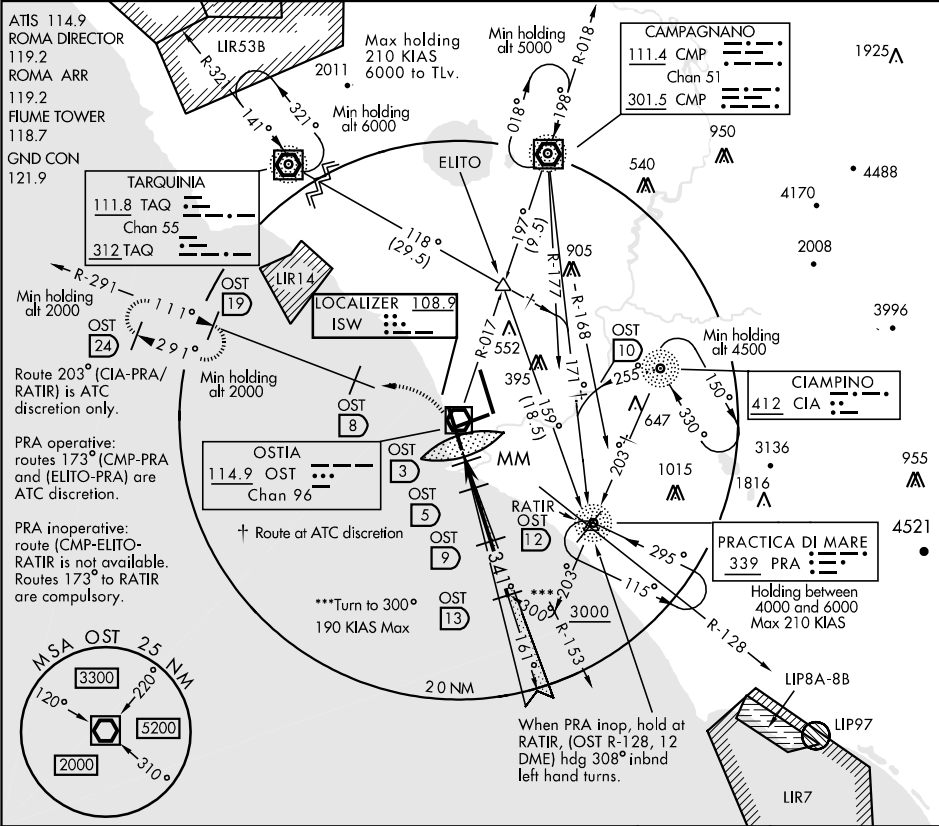 ATIS 114.9
ROMA DIRECTOR
119.2
ROMA ARR
119.2
FIUME TOWER
118.7
GND CON
121.9
LIR53B
R-321
141°
321°
2011
Max holding
210 KIAS
6000 to TLv.
Min holding
alt 6000
Min holding
alt 5000
R-018
018°
198°
CAMPAGNANO
111.4 CMP
Chan 51
301.5 CMP
1925
950
540
4488
4170
2008
3996
TARQUINIA
111.8 TAQ
Chan 55
312 TAQ
ELITO
118°
(29.5)
197°
(9.5)
905
R-177
R-168
LIR14
LOCALIZER 108.9
ISW
R-291
111°
291°
Min holding
alt 2000
OST
19
OST
24
Min holding
alt 2000
Route 203° (CIA-PRA/
RATIR) is ATC
discretion only.
R-017
552
395
OST
10
171°
255°
159°
(18.5)
Min holding
alt 4500
150°
330°
647
203°
CIAMPINO
412 CIA
OST
8
PRA operative:
routes 173° (CMP-PRA
and (ELITO-PRA) are
ATC discretion.
OSTIA
114.9 OST
Chan 96
OST
3
MM
OST
5
OST
9
† Route at ATC discretion
1015
3136
1816
955
4521
RATIR
OST
12
PRACTICA DI MARE
339 PRA
Holding between
4000 and 6000
Max 210 KIAS
295°
115°
R-128
PRA inoperative:
route (CMP-ELITO-
RATIR is not available.
Routes 173° to RATIR
are compulsory.
341°
161°
***
300°
203°
3000
R-153
***Turn to 300°
190 KIAS Max
OST
13
20 NM
MSA OST 25 NM
3300
120°
220°
5200
2000
310°
When PRA inop, hold at
RATIR, (OST R-128, 12
DME) hdg 308° inbnd
left hand turns.
LIP8A-8B
LIP97
LIR7